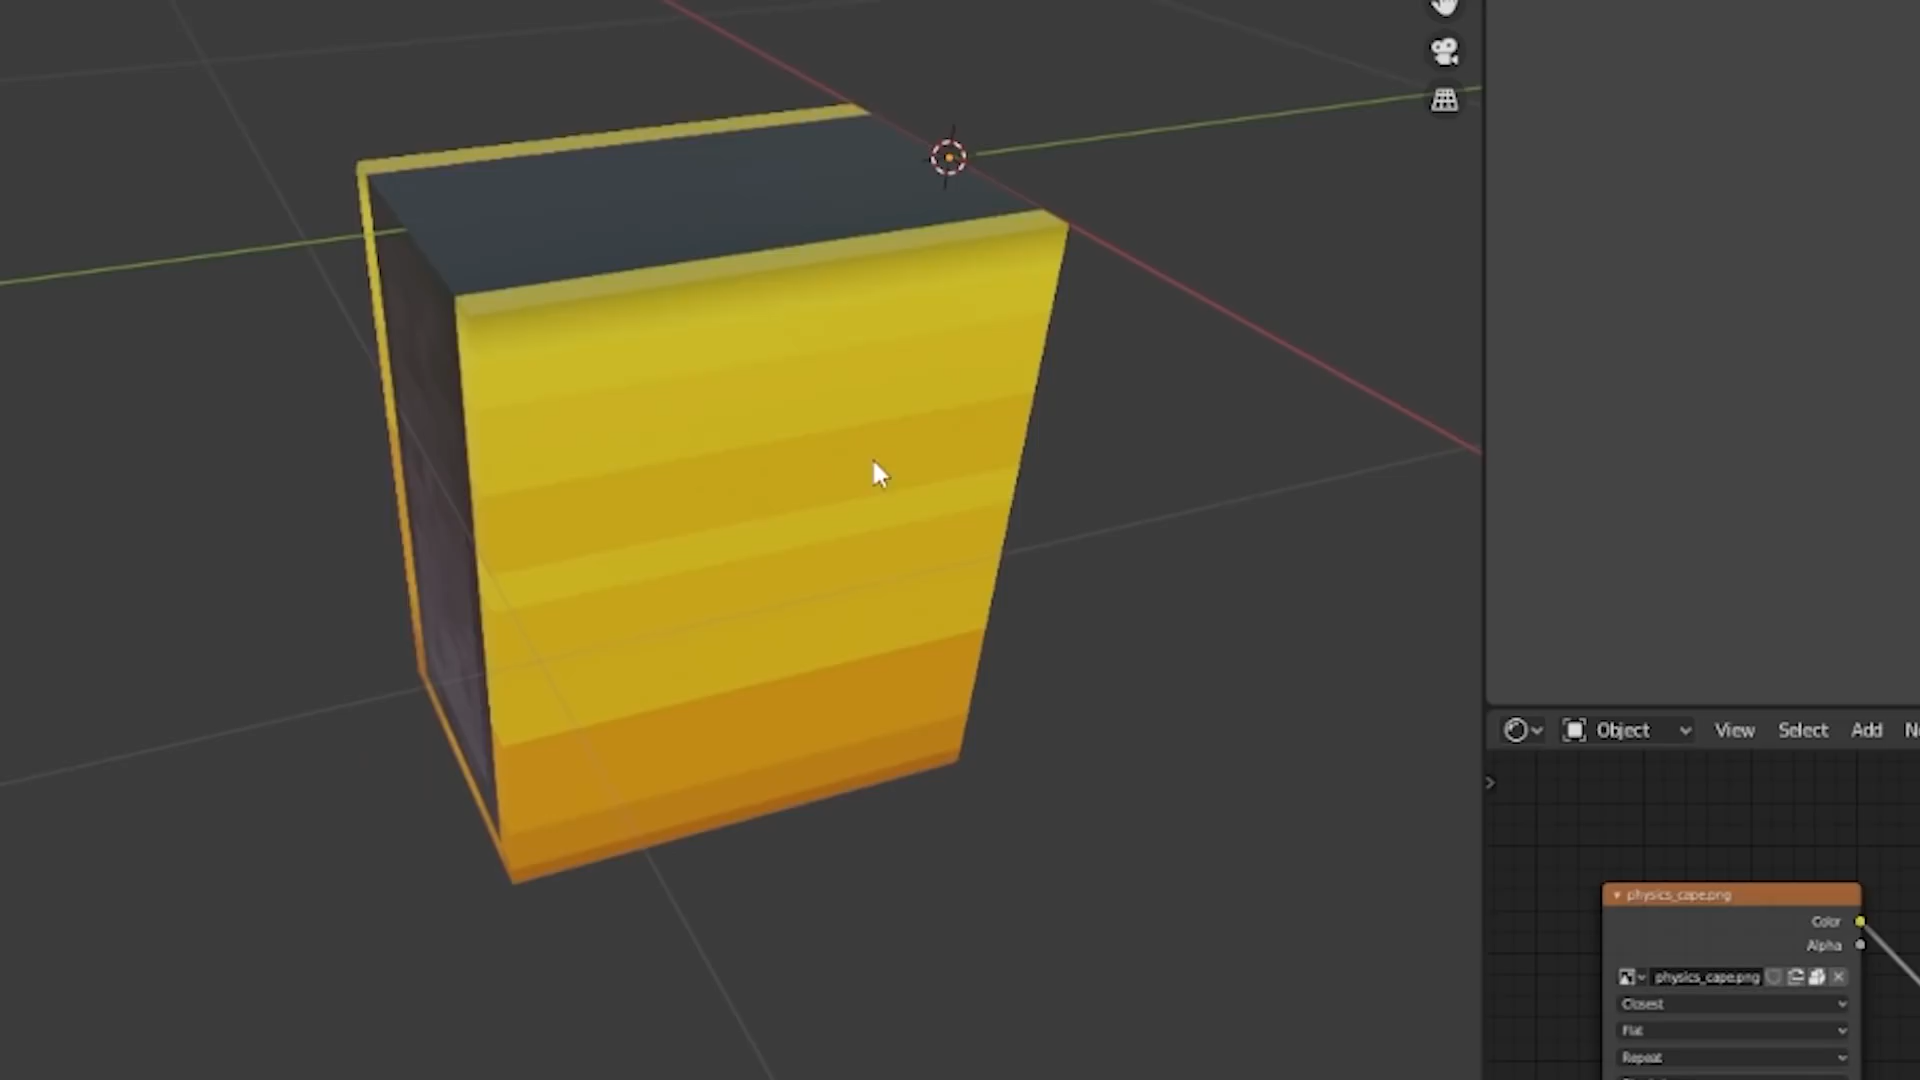 Object View Select Add N
physics_cape.png
Color
Alpha
physics_cape.png
Closest
Flat
Repeat